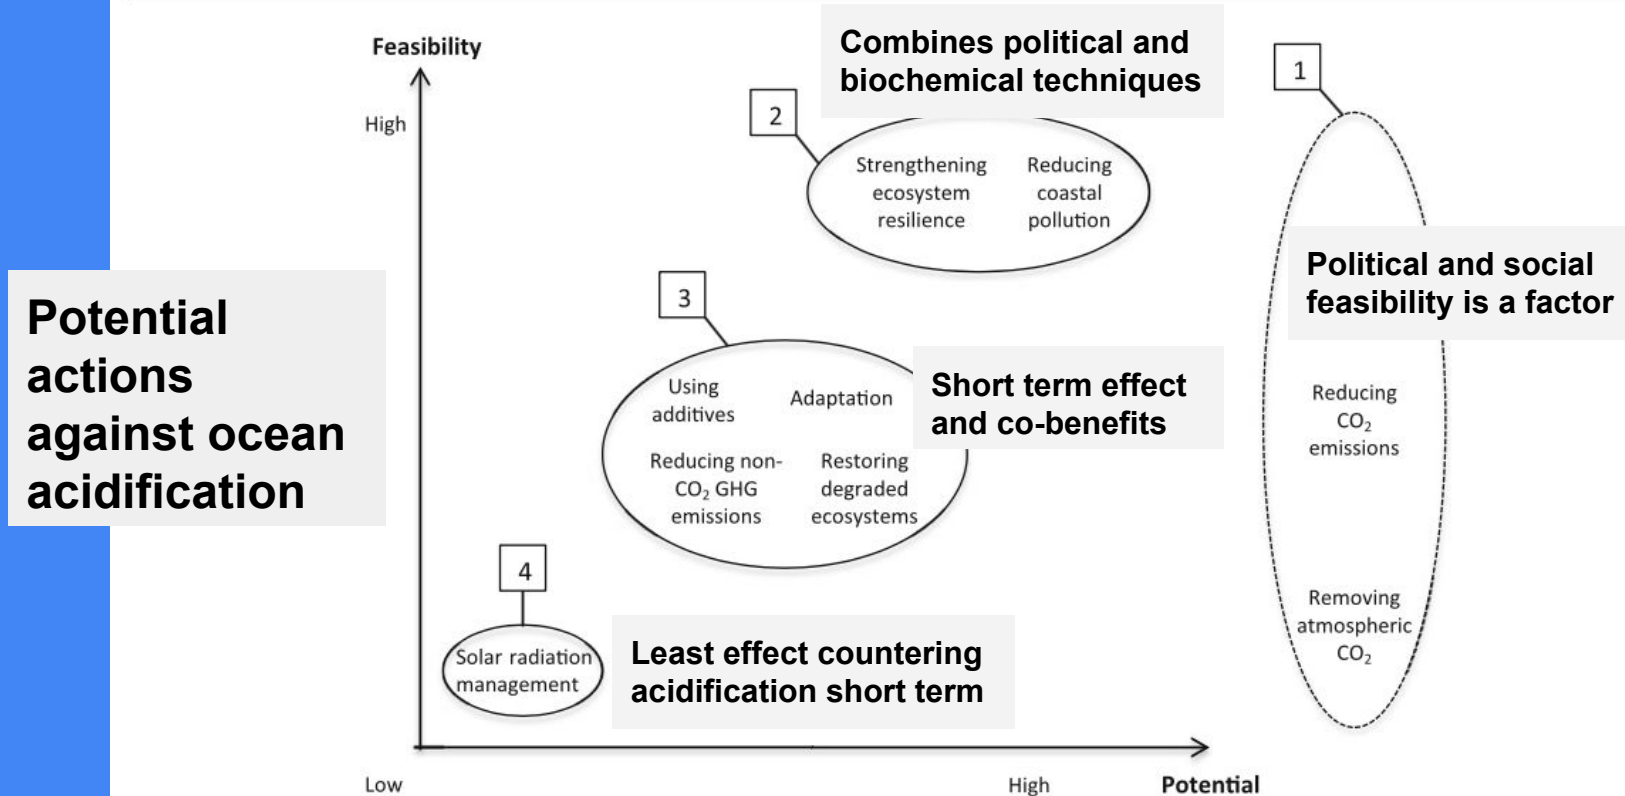 Potential
actions
against ocean
acidification
Feasibility
High
Combines political and
biochemical techniques
1
2
Strengthening
ecosystem
resilience
Reducing
coastal
pollution
Political and social
feasibility is a factor
3
Using
additives
Adaptation
Short term effect
and co-benefits
Reducing non-
CO₂ GHG
emissions
Restoring
degraded
ecosystems
Reducing
CO₂
emissions
4
Solar radiation
management
Least effect countering
acidification short term
Removing
atmospheric
CO₂
Low
High
Potential